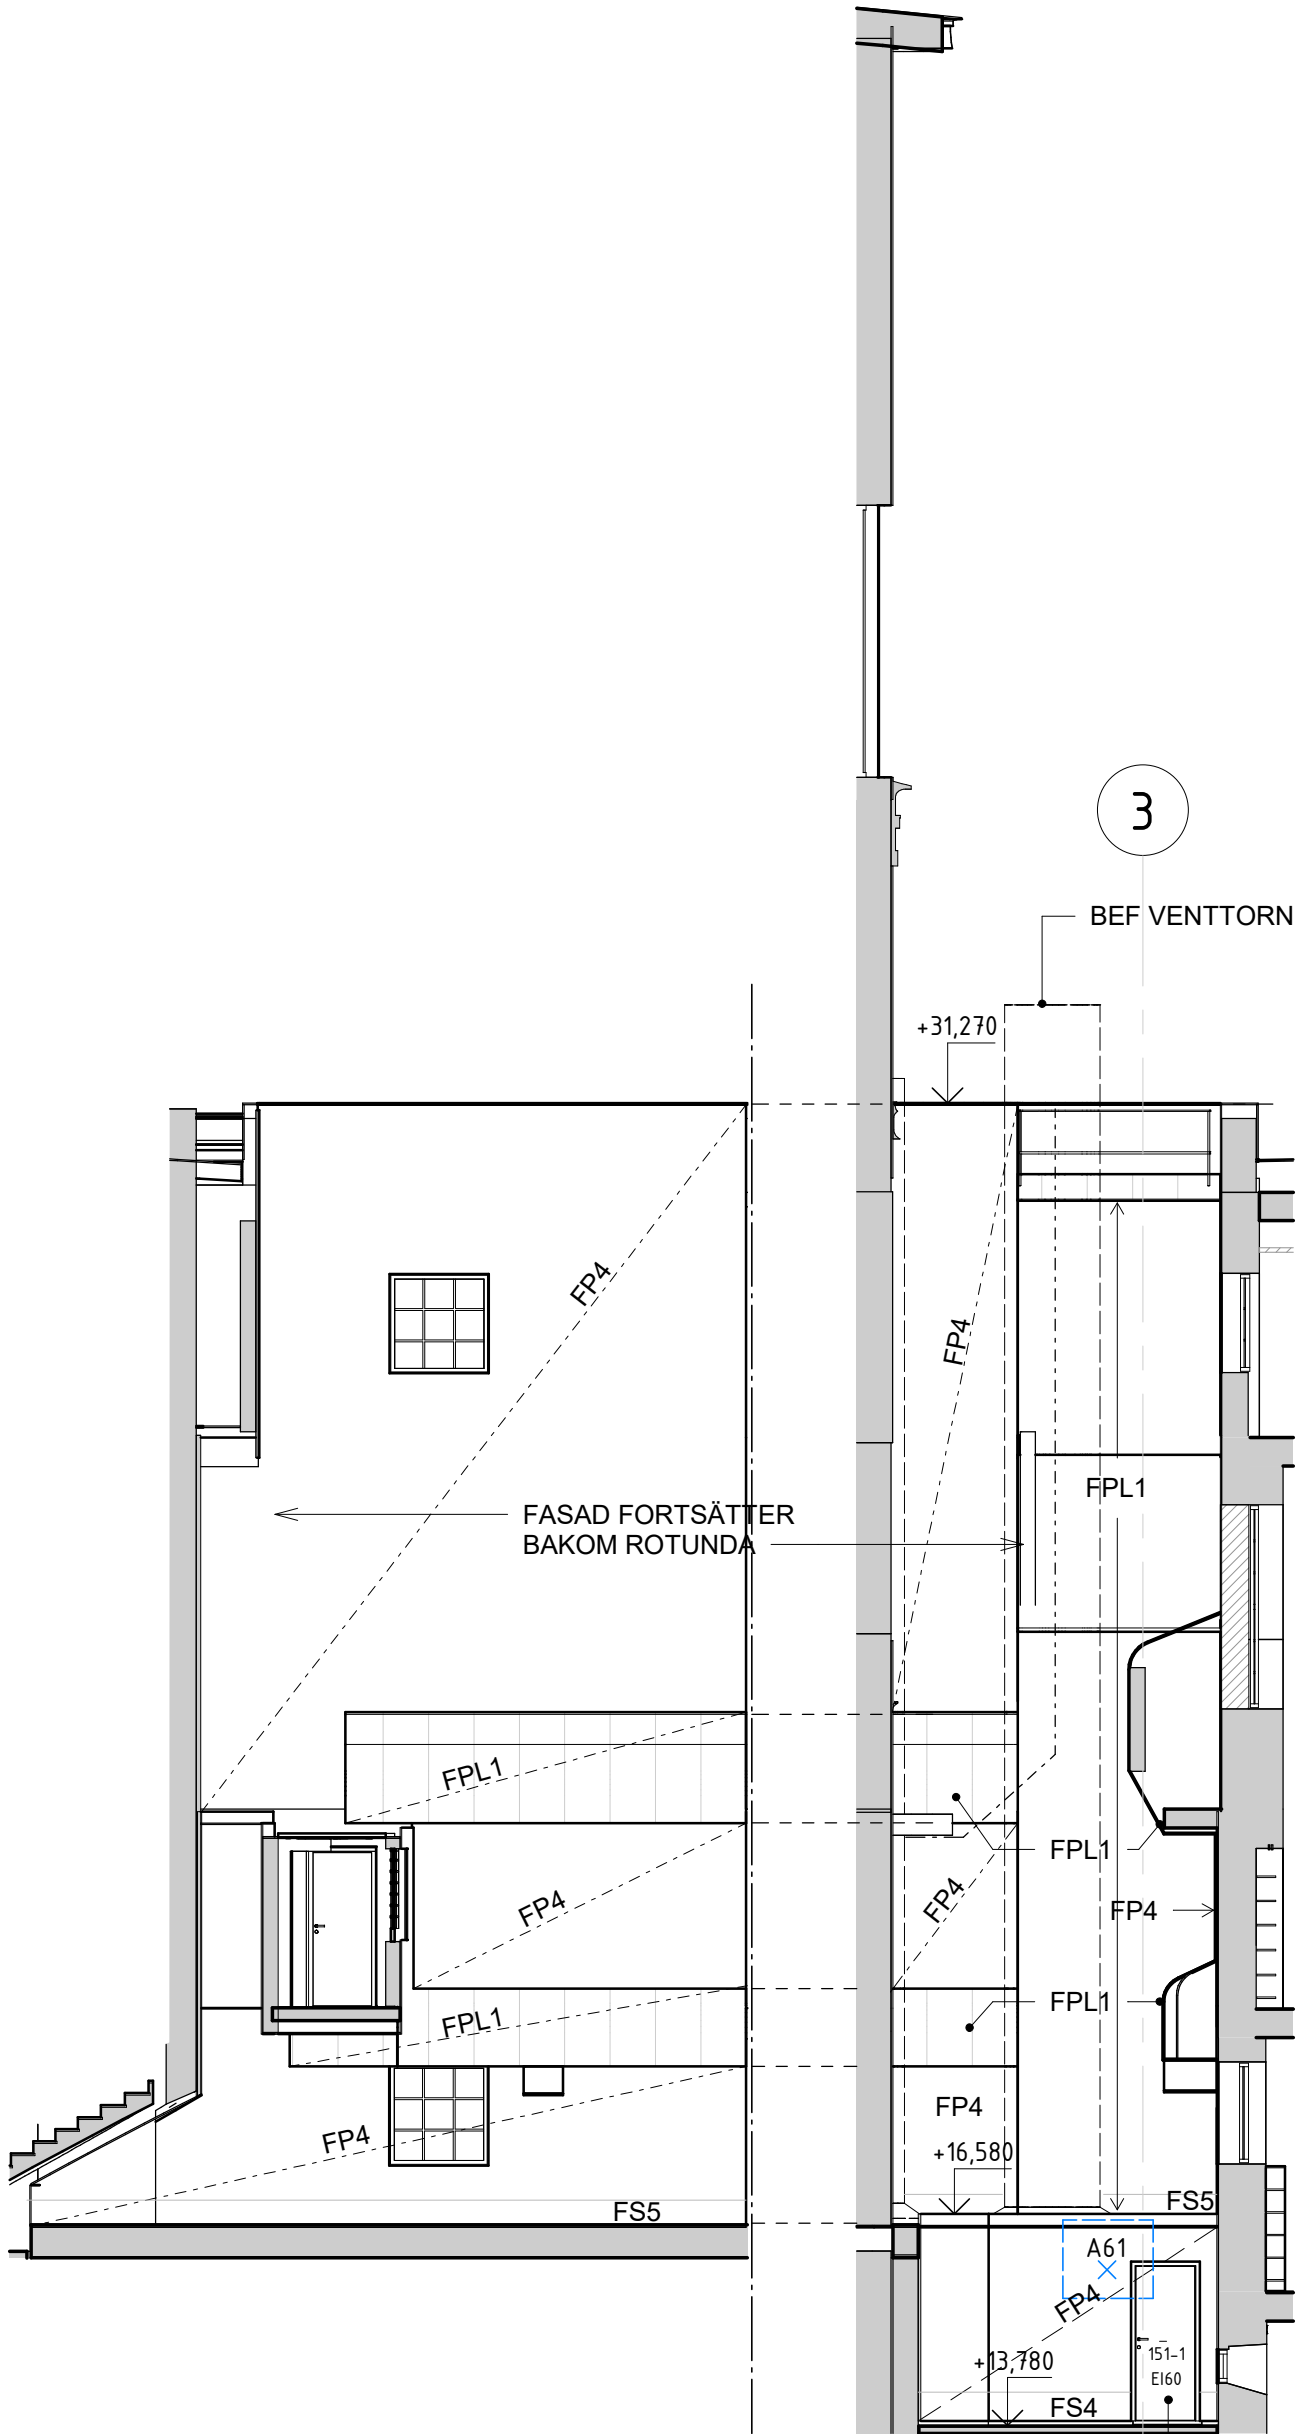 3
BEF VENTTORN
+31,270
FP4
FP4
FPL1
FASAD FORTSÄTTER
BAKOM ROTUNDA
FPL1
FPL1
FP4
FP4
FP4
FPL1
FPL1
FP4
FP4
+16,580
FS5
FS5
A61
FP4
+13,780
151-1
EI60
FS4